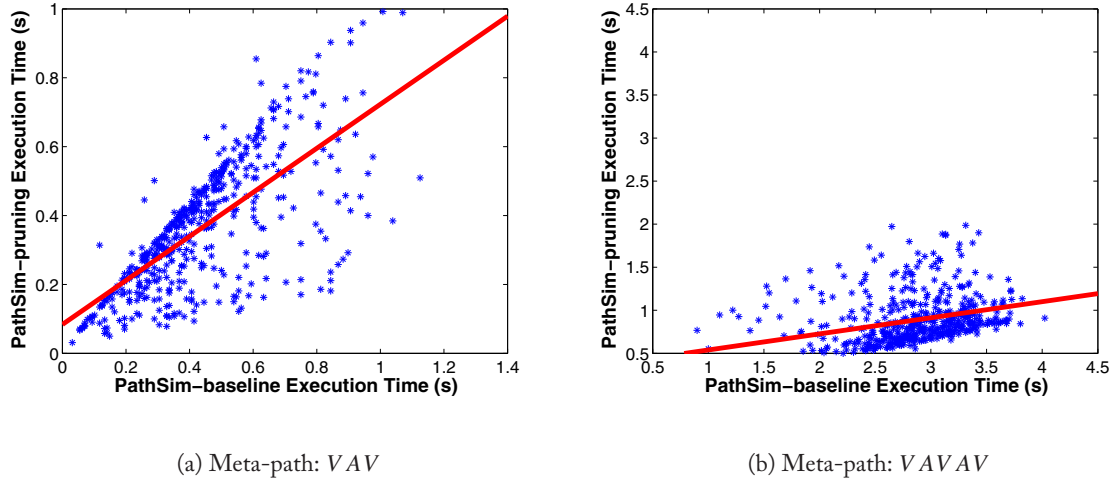 1
0.8
0.6
0.4
0.2
0
0 0.2 0.4 0.6 0.8 1 1.2 1.4
PathSim−pruning Execution Time (s)
PathSim−baseline Execution Time (s)
(a) Meta-path: VAV
4.5
4
3.5
3
2.5
2
1.5
1
0.5
0.5 1 1.5 2 2.5 3 3.5 4 4.5
PathSim−pruning Execution Time (s)
PathSim−baseline Execution Time (s)
(b) Meta-path: VAVAV